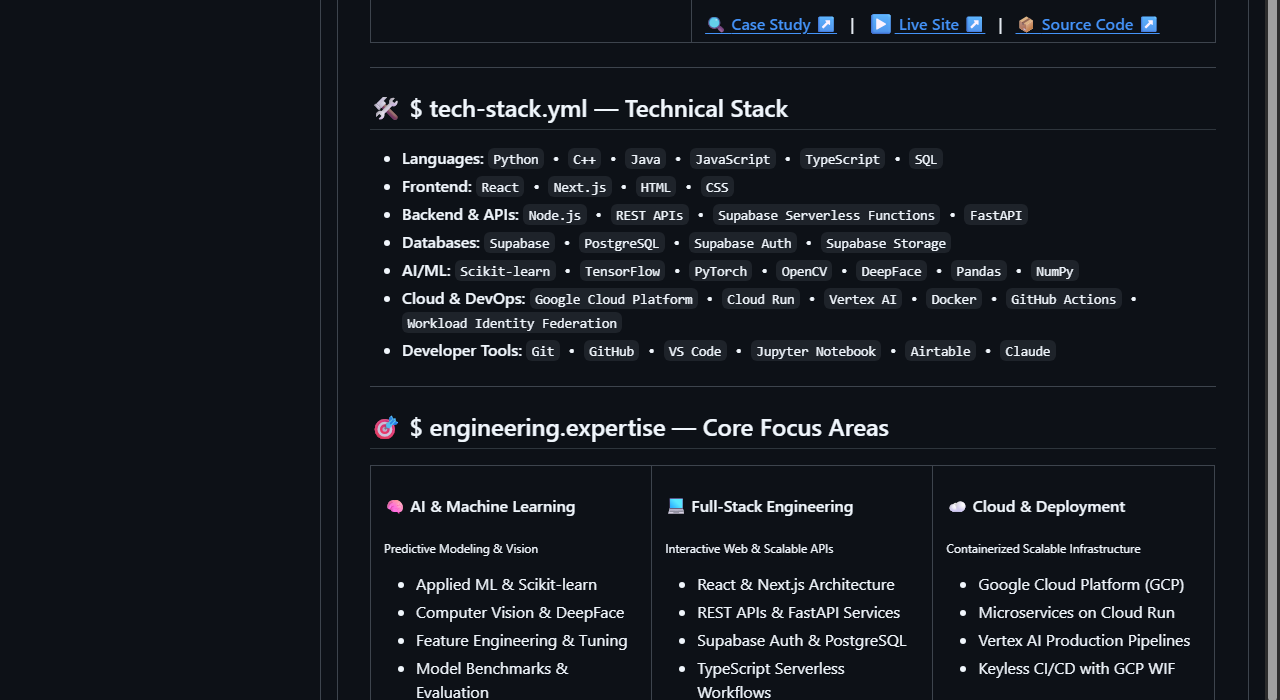 🔍 Case Study ↗ | ▶ Live Site ↗ | 📦 Source Code ↗
🛠 $ tech-stack.yml — Technical Stack
• Languages: Python • C++ • Java • JavaScript • TypeScript • SQL
• Frontend: React • Next.js • HTML • CSS
• Backend & APIs: Node.js • REST APIs • Supabase Serverless Functions • FastAPI
• Databases: Supabase • PostgreSQL • Supabase Auth • Supabase Storage
• AI/ML: Scikit-learn • TensorFlow • PyTorch • OpenCV • DeepFace • Pandas • NumPy
• Cloud & DevOps: Google Cloud Platform • Cloud Run • Vertex AI • Docker • GitHub Actions •
Workload Identity Federation
• Developer Tools: Git • GitHub • VS Code • Jupyter Notebook • Airtable • Claude
🎯 $ engineering.expertise — Core Focus Areas
🧠 AI & Machine Learning
Predictive Modeling & Vision
• Applied ML & Scikit-learn
• Computer Vision & DeepFace
• Feature Engineering & Tuning
• Model Benchmarks &
Evaluation
💻 Full-Stack Engineering
Interactive Web & Scalable APIs
• React & Next.js Architecture
• REST APIs & FastAPI Services
• Supabase Auth & PostgreSQL
• TypeScript Serverless
Workflows
☁ Cloud & Deployment
Containerized Scalable Infrastructure
• Google Cloud Platform (GCP)
• Microservices on Cloud Run
• Vertex AI Production Pipelines
• Keyless CI/CD with GCP WIF